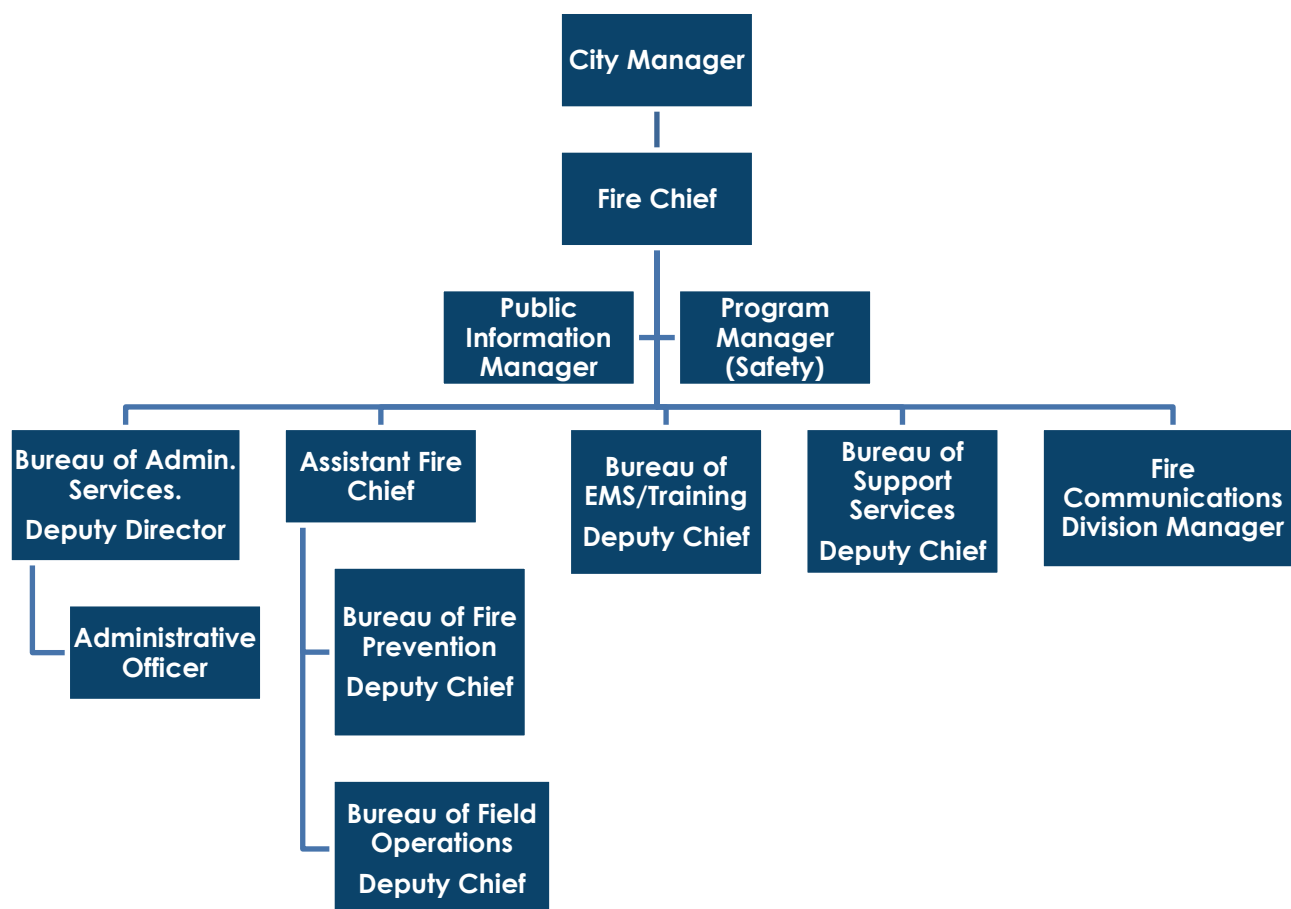 City Manager
Fire Chief
Public
Information
Manager
Program
Manager
(Safety)
Bureau of Admin.
Services.
Deputy Director
Assistant Fire
Chief
Bureau of
EMS/Training
Deputy Chief
Bureau of
Support
Services
Deputy Chief
Fire
Communications
Division Manager
Administrative
Officer
Bureau of Fire
Prevention
Deputy Chief
Bureau of Field
Operations
Deputy Chief